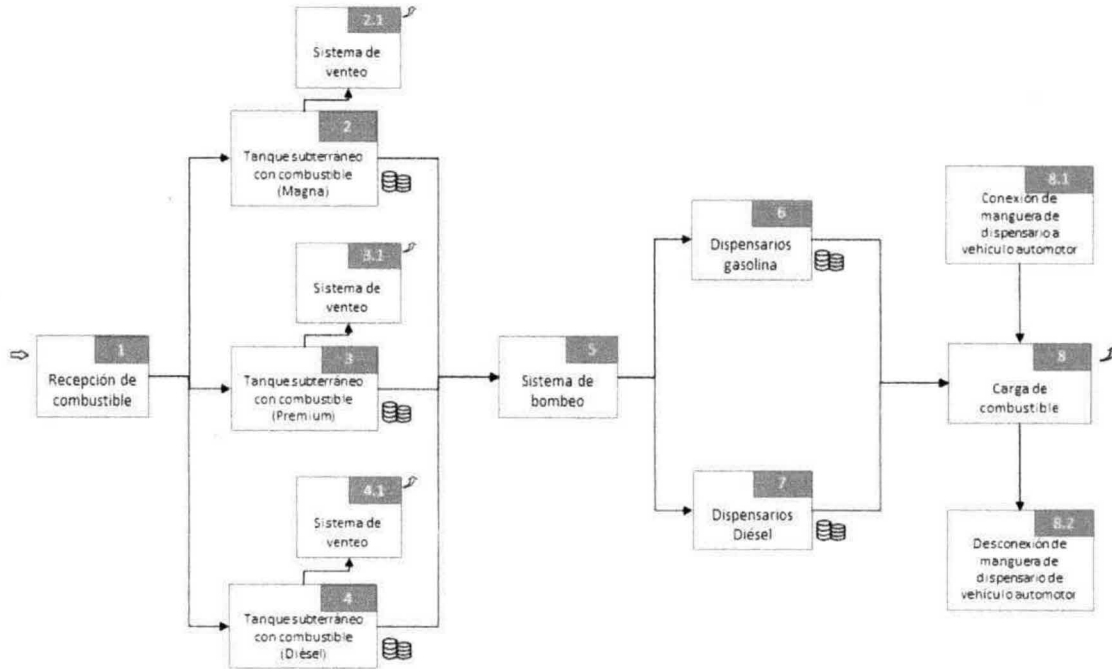 2.1
Sistema de
venteo
2
Tanque subterráneo
con combustible
(Magna)
3.1
Sistema de
venteo
1
Recepción de
combustible
3
Tanque subterráneo
con combustible
(Premium)
4.1
Sistema de
venteo
4
Tanque subterráneo
con combustible
(Diésel)
5
Sistema de
bombeo
6
Dispensarios
gasolina
7
Dispensarios
Diésel
8.1
Conexión de
manguera de
dispensario a
vehículo automotor
8
Carga de
combustible
8.2
Desconexión de
manguera de
dispensario de
vehículo automotor